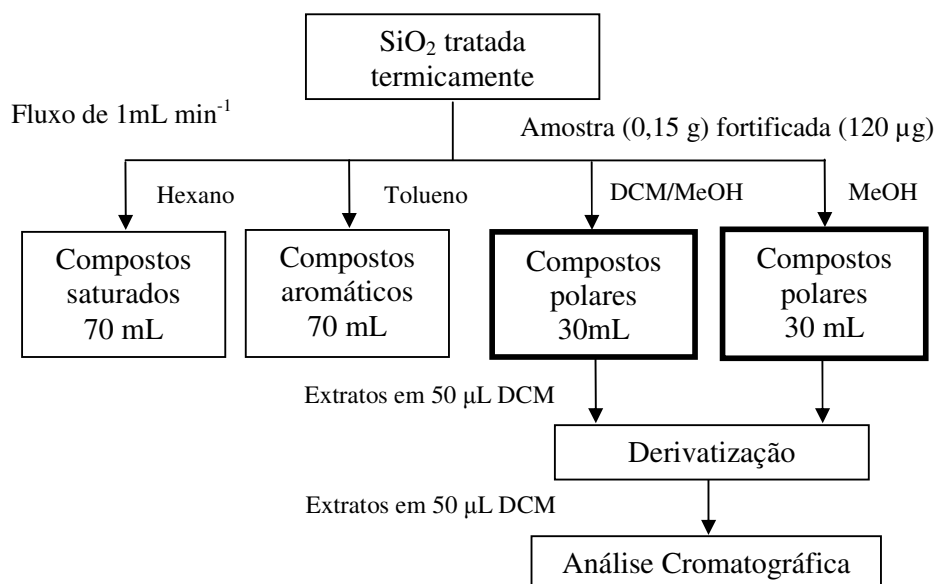 SiO₂ tratada
termicamente
Fluxo de 1mL min⁻¹
Amostra (0,15 g) fortificada (120 µg)
Hexano
Tolueno
DCM/MeOH
MeOH
Compostos
saturados
70 mL
Compostos
aromáticos
70 mL
Compostos
polares
30mL
Compostos
polares
30 mL
Extratos em 50 µL DCM
Derivatização
Extratos em 50 µL DCM
Análise Cromatográfica